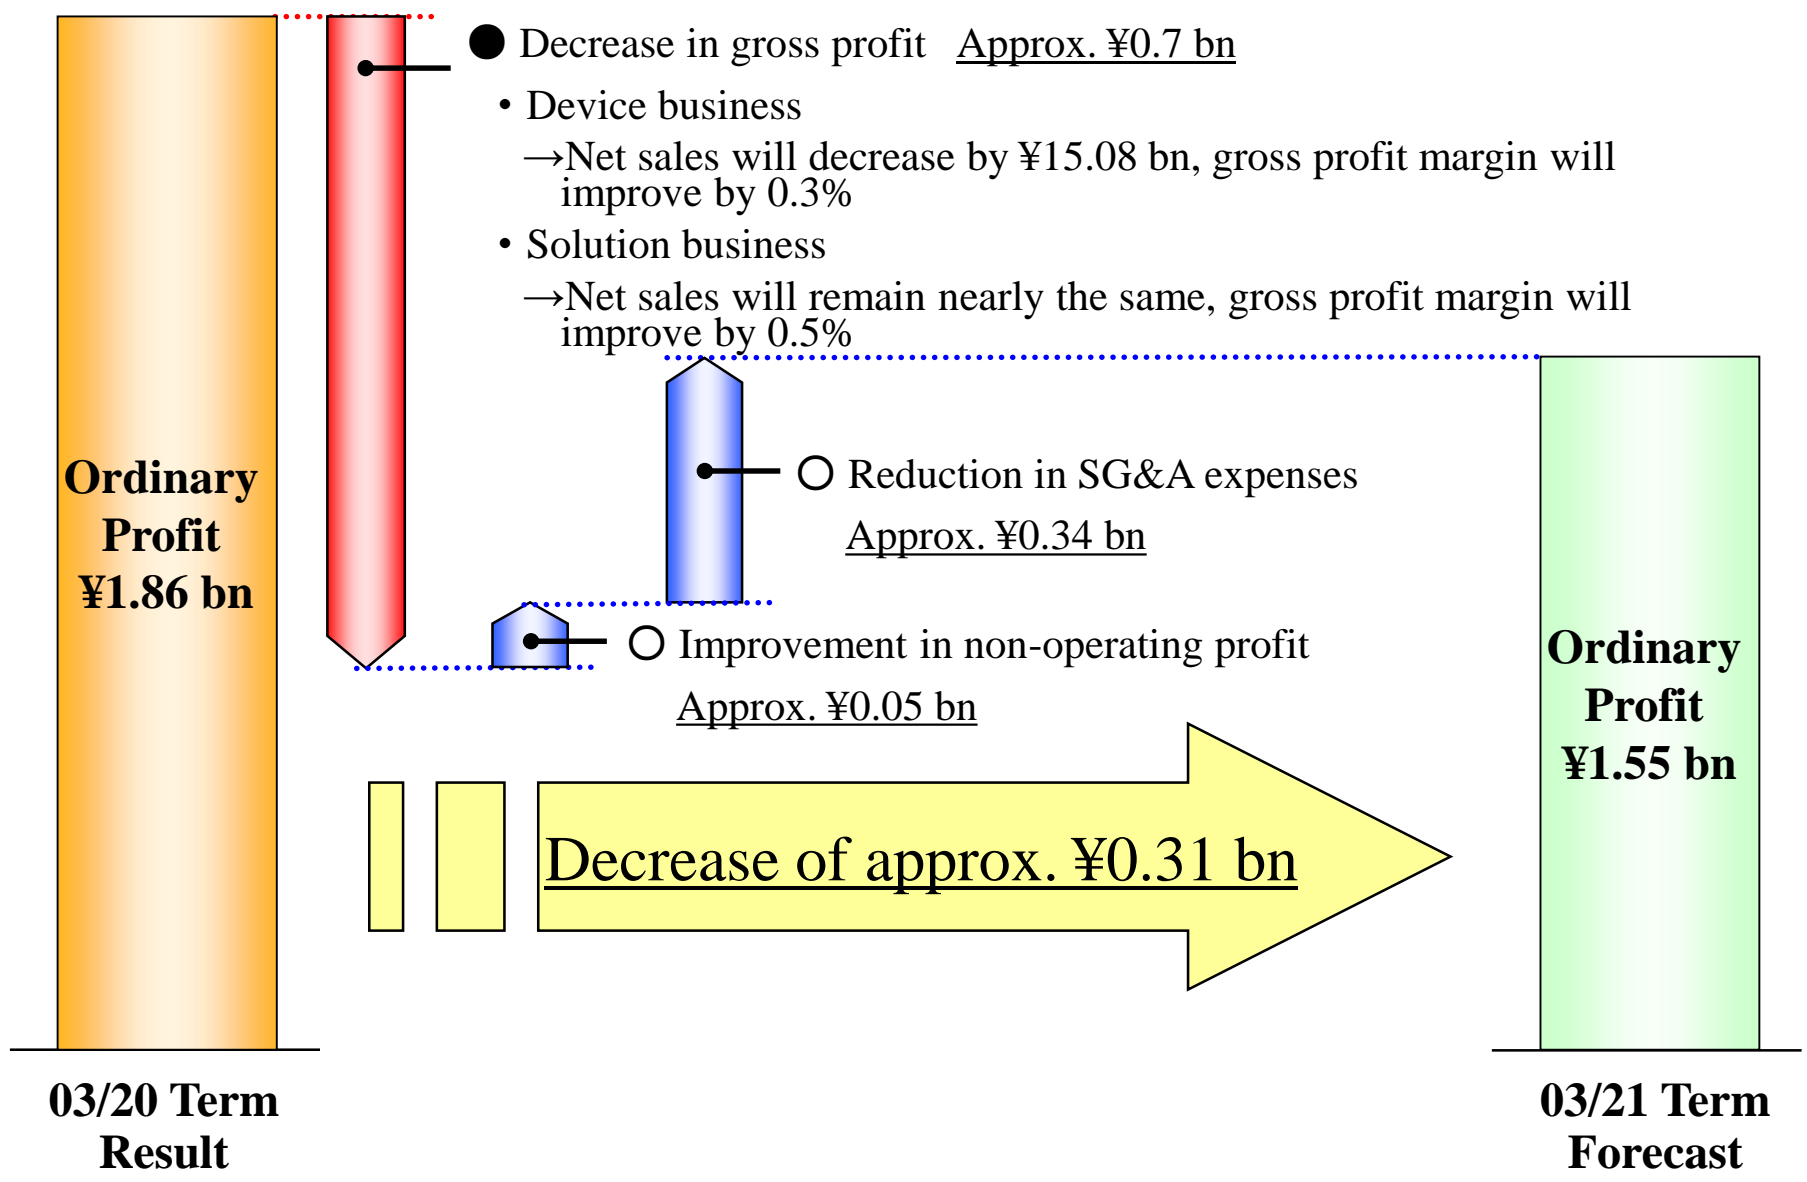 ● Decrease in gross profit Approx. ¥0.7 bn
・Device business
→Net sales will decrease by ¥15.08 bn, gross profit margin will
improve by 0.3%
・Solution business
→Net sales will remain nearly the same, gross profit margin will
improve by 0.5%
Ordinary
Profit
¥1.86 bn
○ Reduction in SG&A expenses
Approx. ¥0.34 bn
○ Improvement in non-operating profit
Approx. ¥0.05 bn
Ordinary
Profit
¥1.55 bn
Decrease of approx. ¥0.31 bn
03/20 Term
Result
03/21 Term
Forecast